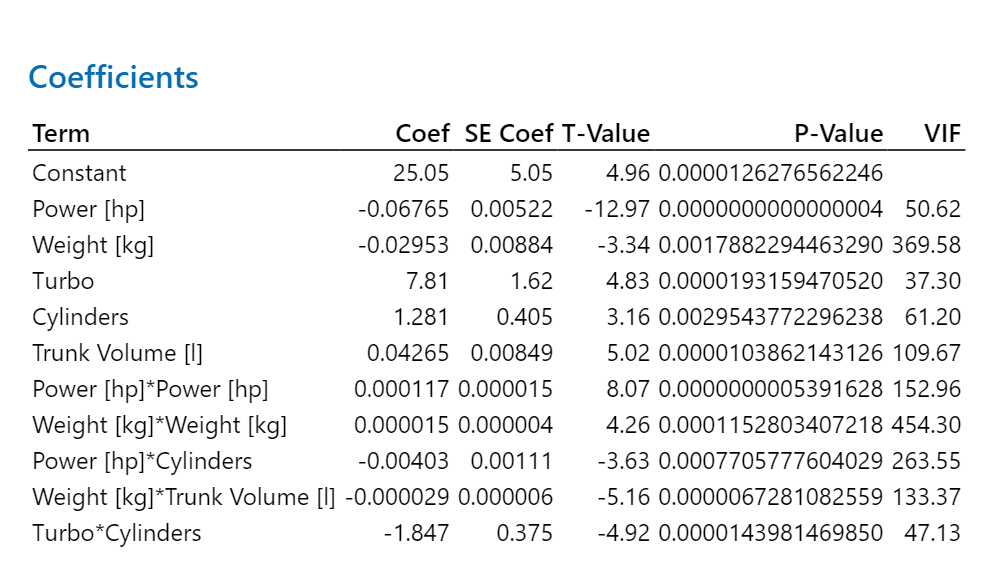 Coefficients
Term Coef SE Coef T-Value P-Value VIF
Constant 25.05 5.05 4.96 0.0000126276562246
Power [hp] -0.06765 0.00522 -12.97 0.0000000000000004 50.62
Weight [kg] -0.02953 0.00884 -3.34 0.0017882294463290 369.58
Turbo 7.81 1.62 4.83 0.0000193159470520 37.30
Cylinders 1.281 0.405 3.16 0.0029543772296238 61.20
Trunk Volume [l] 0.04265 0.00849 5.02 0.0000103862143126 109.67
Power [hp]*Power [hp] 0.000117 0.000015 8.07 0.0000000005391628 152.96
Weight [kg]*Weight [kg] 0.000015 0.000004 4.26 0.0001152803407218 454.30
Power [hp]*Cylinders -0.00403 0.00111 -3.63 0.0007705777604029 263.55
Weight [kg]*Trunk Volume [l] -0.000029 0.000006 -5.16 0.0000067281082559 133.37
Turbo*Cylinders -1.847 0.375 -4.92 0.0000143981469850 47.13